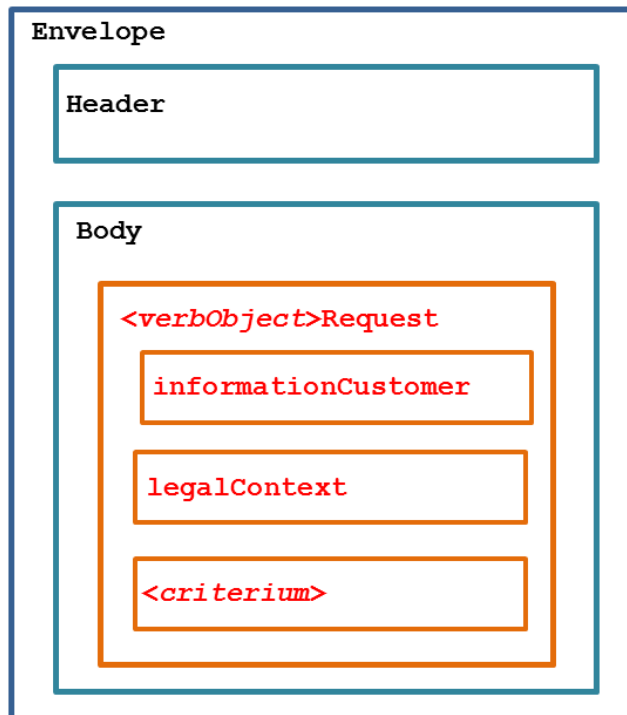 Envelope
Header
Body
<verbObject>Request
informationCustomer
legalContext
<criterium>